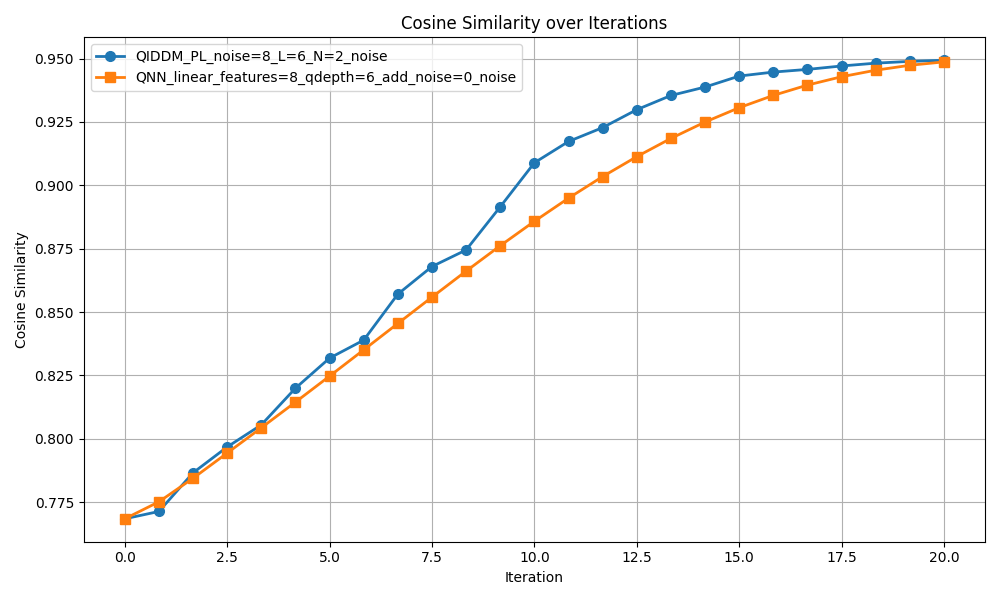 Cosine Similarity over Iterations
QIDDM_PL_noise=8_L=6_N=2_noise
QNN_linear_features=8_qdepth=6_add_noise=0_noise
Cosine Similarity
0.950
0.925
0.900
0.875
0.850
0.825
0.800
0.775
0.0 2.5 5.0 7.5 10.0 12.5 15.0 17.5 20.0
Iteration